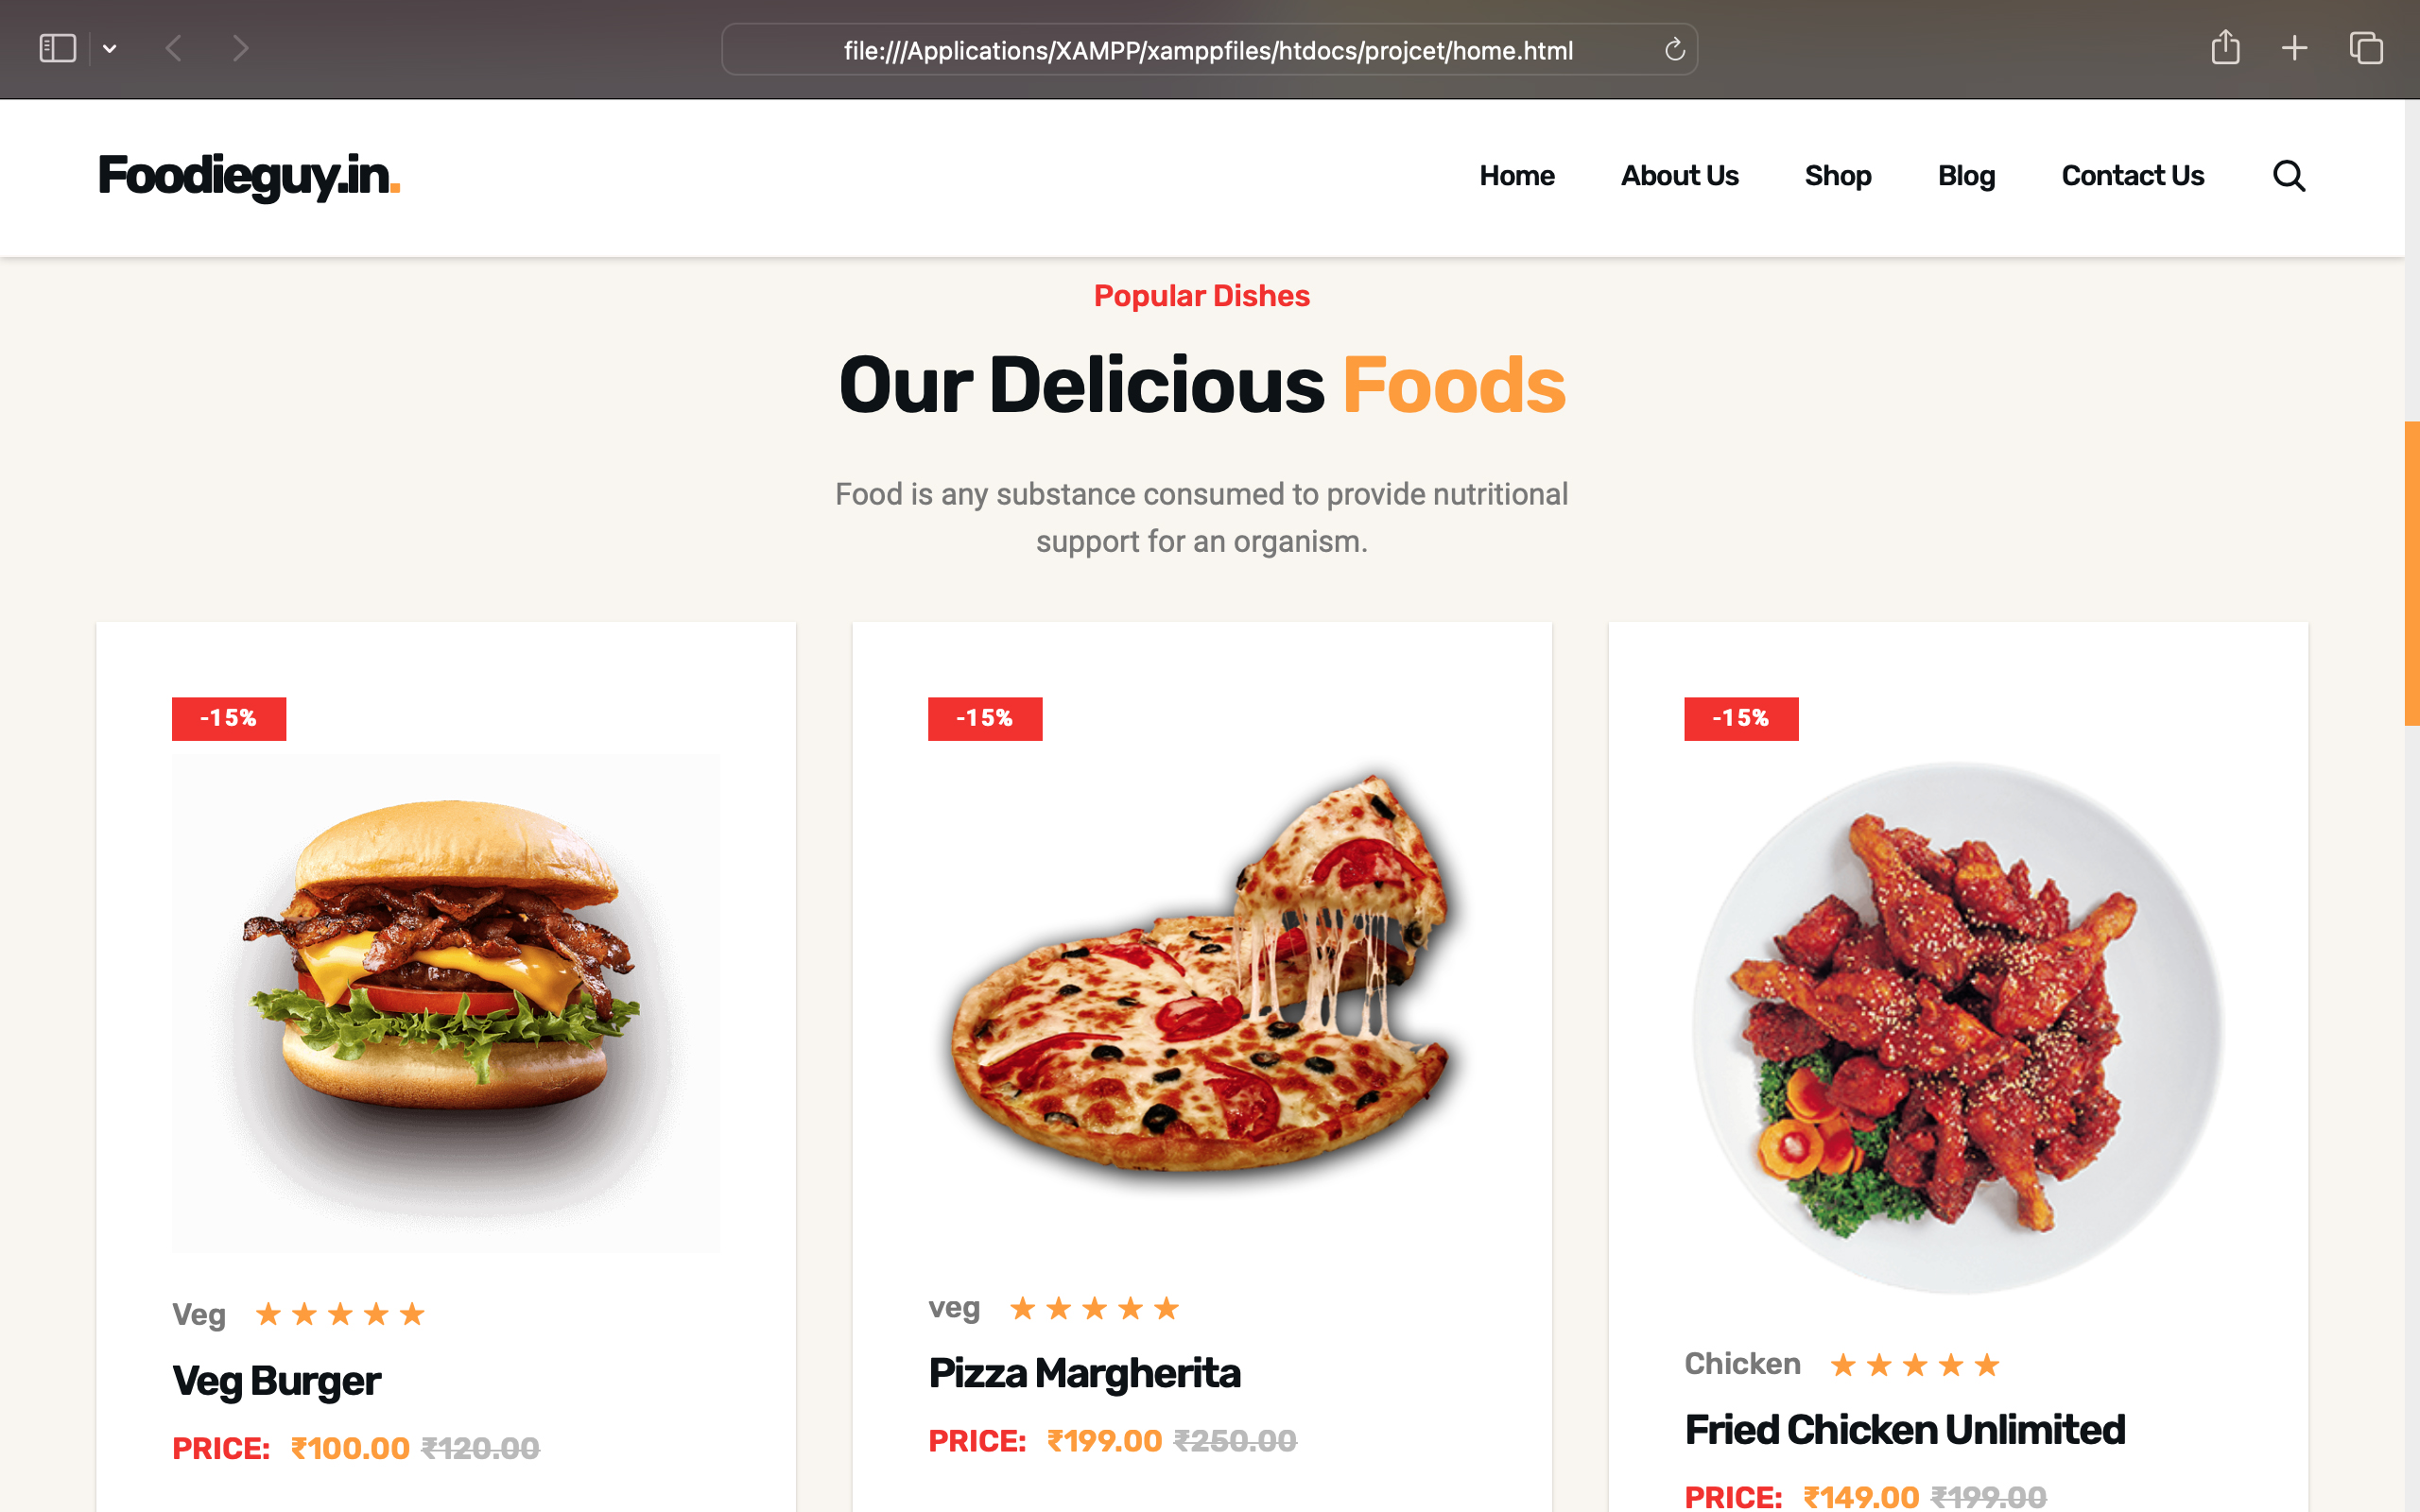 file:///Applications/XAMPP/xamppfiles/htdocs/projcet/home.html
Foodieguy.in.
Home About Us Shop Blog Contact Us
Popular Dishes
Our Delicious Foods
Food is any substance consumed to provide nutritional
support for an organism.
-15%
Veg
Veg Burger
PRICE: ₹100.00 ₹120.00
-15%
veg
Pizza Margherita
PRICE: ₹199.00 ₹250.00
-15%
Chicken
Fried Chicken Unlimited
PRICE: ₹149.00 ₹199.00